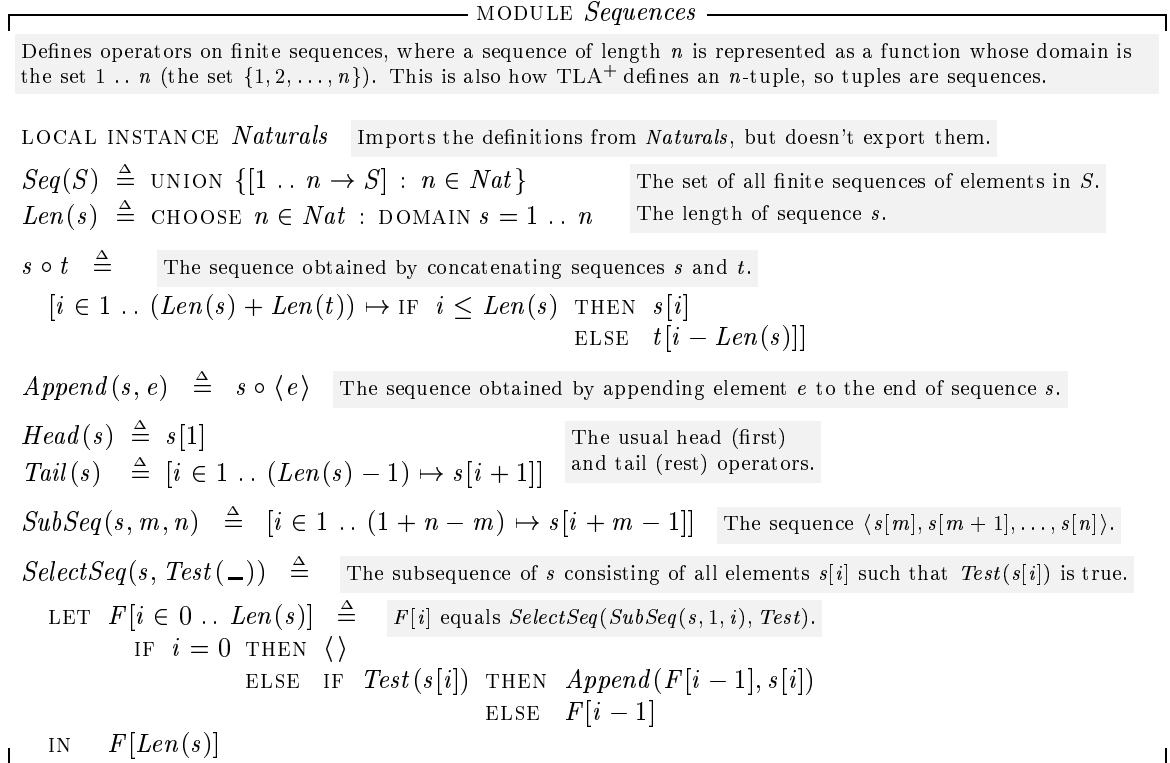 MODULE Sequences
Defines operators on finite sequences, where a sequence of length n is represented as a function whose domain is
the set 1 .. n (the set {1, 2, . . . , n}). This is also how TLA⁺ defines an n-tuple, so tuples are sequences.
LOCAL INSTANCE Naturals Imports the definitions from Naturals, but doesn't export them.
Seq(S) ≜ UNION {[1 .. n → S] : n ∈ Nat} The set of all finite sequences of elements in S.
Len(s) ≜ CHOOSE n ∈ Nat : DOMAIN s = 1 .. n The length of sequence s.
s ∘ t ≜ The sequence obtained by concatenating sequences s and t.
[i ∈ 1 .. (Len(s) + Len(t)) ↦ IF i ≤ Len(s) THEN s[i]
ELSE t[i − Len(s)]]
Append(s, e) ≜ s ∘ ⟨e⟩ The sequence obtained by appending element e to the end of sequence s.
Head(s) ≜ s[1] The usual head (first)
Tail(s) ≜ [i ∈ 1 .. (Len(s) − 1) ↦ s[i + 1]] and tail (rest) operators.
SubSeq(s, m, n) ≜ [i ∈ 1 .. (1 + n − m) ↦ s[i + m − 1]] The sequence ⟨s[m], s[m + 1], . . . , s[n]⟩.
SelectSeq(s, Test(_)) ≜ The subsequence of s consisting of all elements s[i] such that Test(s[i]) is true.
LET F[i ∈ 0 .. Len(s)] ≜ F[i] equals SelectSeq(SubSeq(s, 1, i), Test).
IF i = 0 THEN ⟨ ⟩
ELSE IF Test(s[i]) THEN Append(F[i − 1], s[i])
ELSE F[i − 1]
IN F[Len(s)]